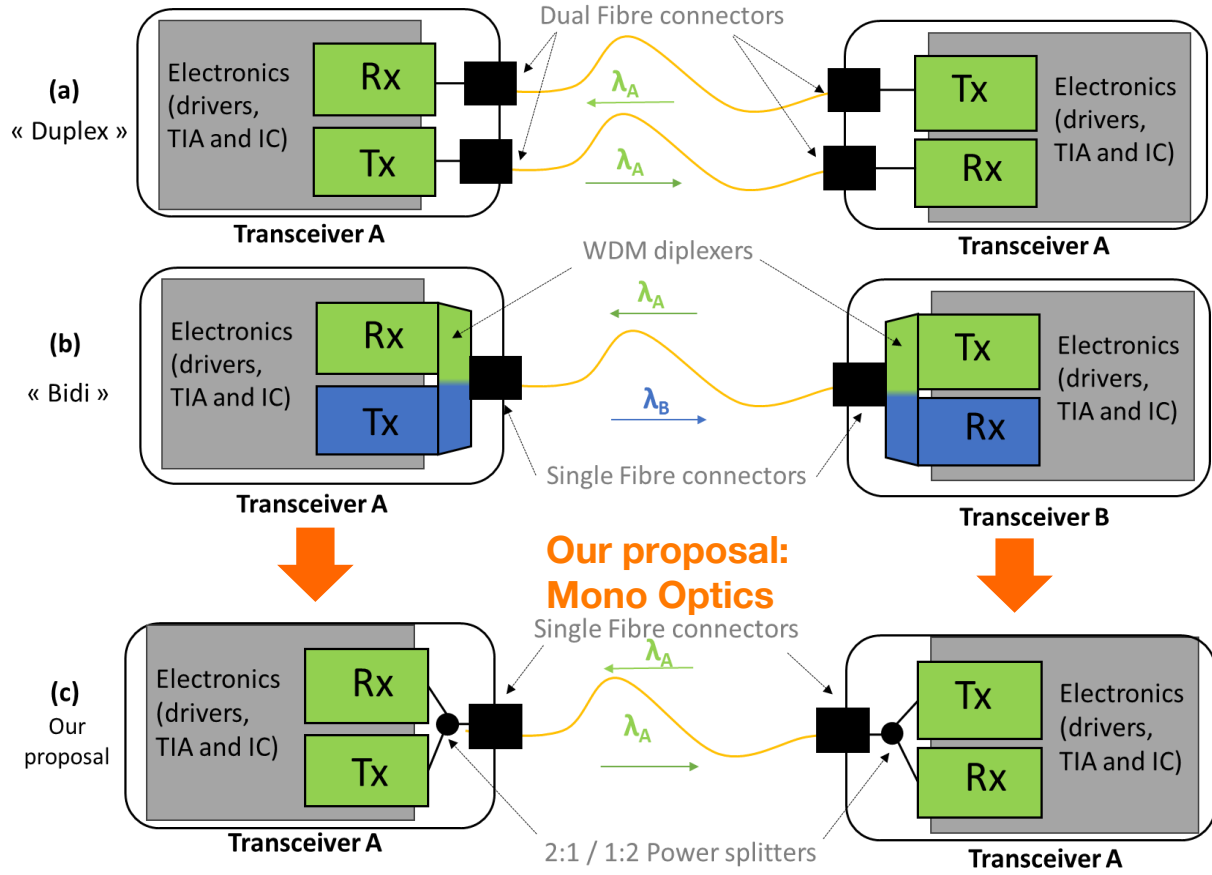 Dual Fibre connectors
(a)
« Duplex »
Electronics
(drivers,
TIA and IC)
Rx
Tx
λA
λA
Tx
Rx
Electronics
(drivers,
TIA and IC)
Transceiver A
Transceiver A
WDM diplexers
(b)
« Bidi »
Electronics
(drivers,
TIA and IC)
Rx
Tx
λA
λB
Tx
Rx
Electronics
(drivers,
TIA and IC)
Single Fibre connectors
Transceiver A
Transceiver B
Our proposal:
Mono Optics
Single Fibre connectors
(c)
Our
proposal
Electronics
(drivers,
TIA and IC)
Rx
Tx
λA
λA
Tx
Rx
Electronics
(drivers,
TIA and IC)
Transceiver A
2:1 / 1:2 Power splitters
Transceiver A